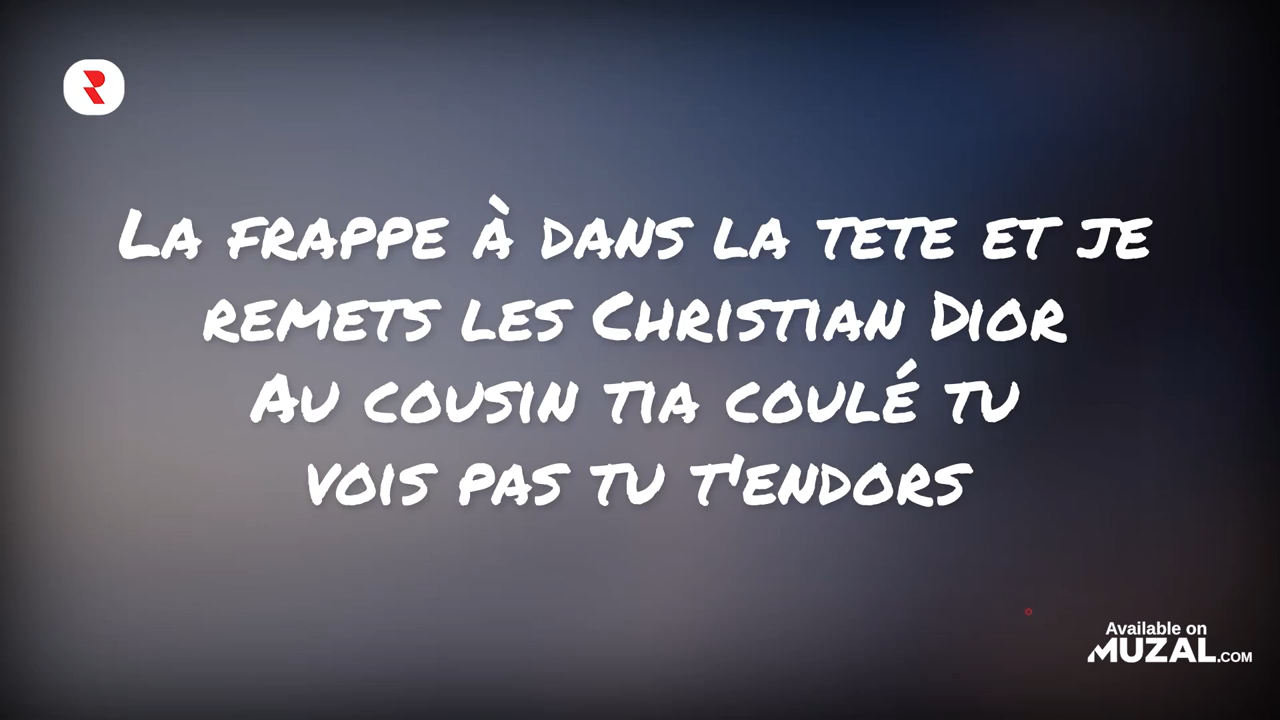 La frappe à dans la tete et je
remets les Christian Dior
Au cousin tia coulé tu
vois pas tu t'endors
Available on
MUZAL.COM